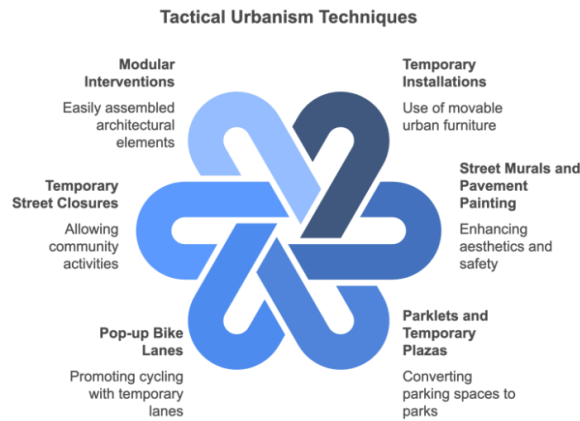 Tactical Urbanism Techniques
Modular
Interventions
Easily assembled
architectural
elements
Temporary
Installations
Use of movable
urban furniture
Temporary
Street Closures
Allowing
community
activities
Street Murals and
Pavement
Painting
Enhancing
aesthetics and
safety
Pop-up Bike
Lanes
Promoting cycling
with temporary
lanes
Parklets and
Temporary
Plazas
Converting
parking spaces to
parks